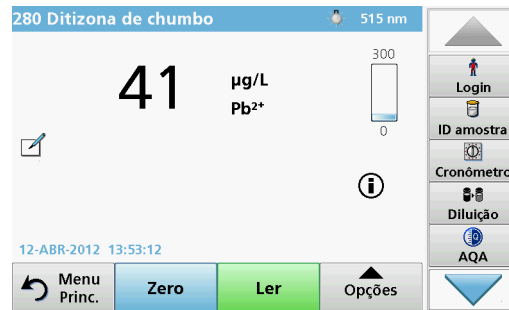 280 Ditizona de chumbo
515 nm
300
41
µg/L
Pb²⁺
0
12-ABR-2012 13:53:12
Menu
Princ.
Zero
Ler
Opções
Login
ID amostra
Cronômetro
Diluição
AQA